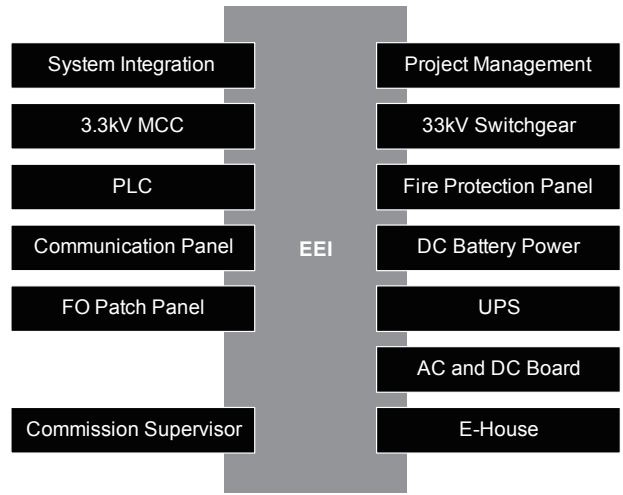 System Integration
Project Management
3.3kV MCC
33kV Switchgear
PLC
Fire Protection Panel
Communication Panel
EEI
DC Battery Power
FO Patch Panel
UPS
AC and DC Board
Commission Supervisor
E-House